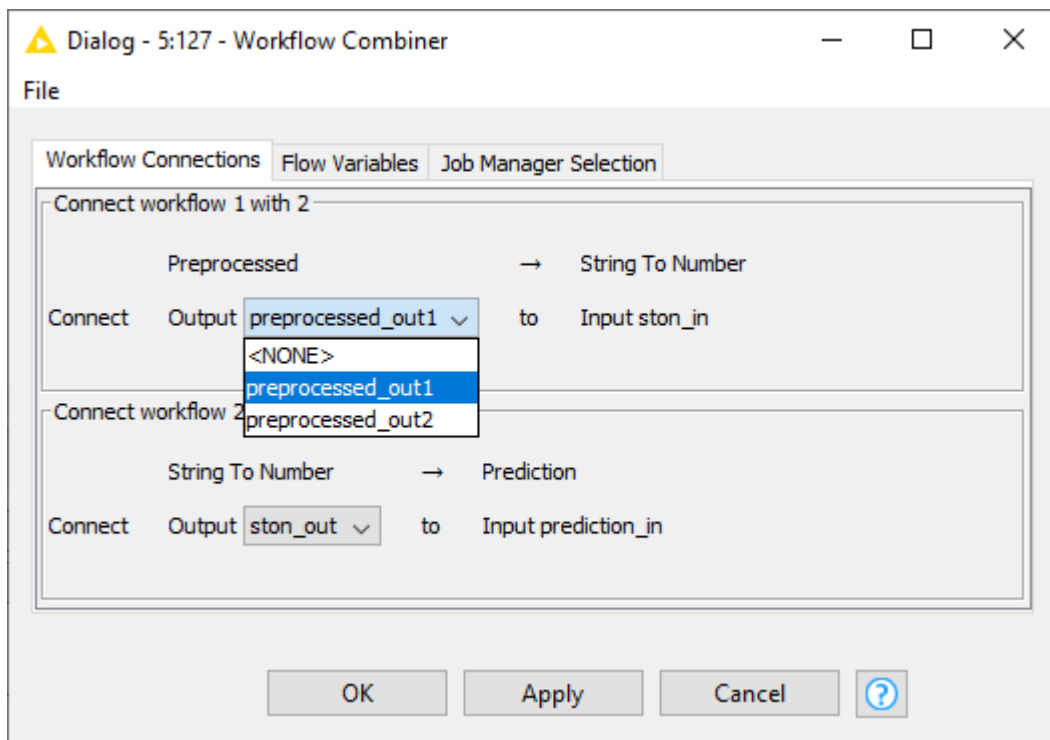 Dialog - 5:127 - Workflow Combiner
File
Workflow Connections Flow Variables Job Manager Selection
Connect workflow 1 with 2
Preprocessed → String To Number
Connect Output preprocessed_out1 to Input ston_in
<NONE>
preprocessed_out1
preprocessed_out2
Connect workflow 2
String To Number → Prediction
Connect Output ston_out to Input prediction_in
OK Apply Cancel ?